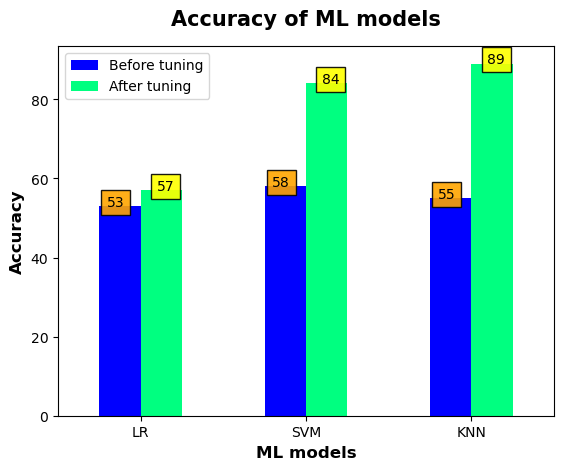 Accuracy of ML models
Before tuning
After tuning
Accuracy
80
60
40
20
0
53
57
58
84
55
89
LR
SVM
KNN
ML models